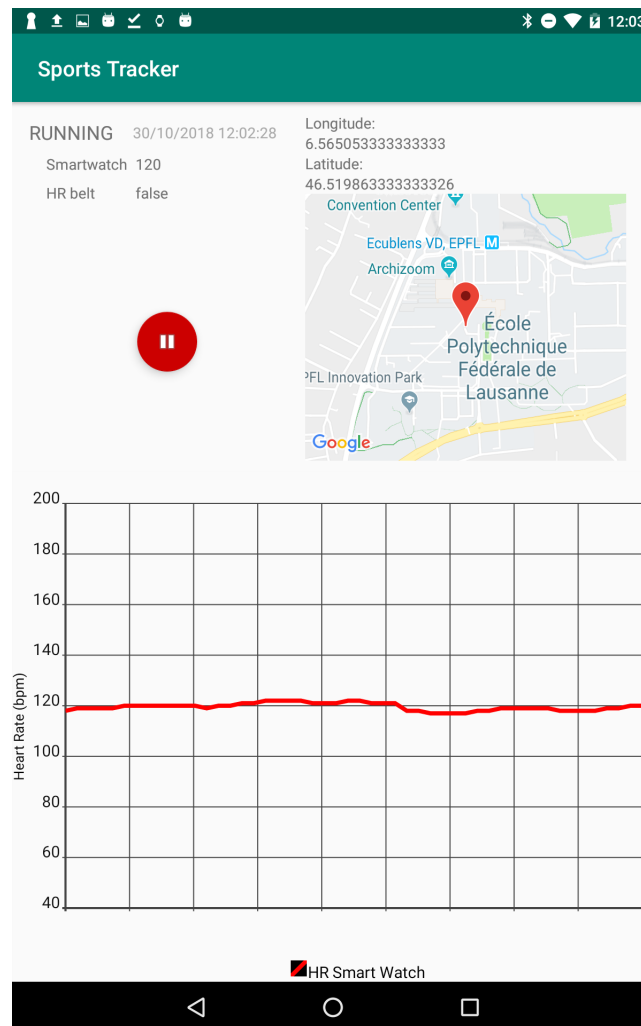 12:03
Sports Tracker
RUNNING 30/10/2018 12:02:28
Smartwatch 120
HR belt false
Longitude:
6.565053333333333
Latitude:
46.519863333333326
Convention Center
Ecublens VD, EPFL M
Archizoom
École
Polytechnique
Fédérale de
Lausanne
PFL Innovation Park
Google
200
180
160
140
120
100
80
60
40
Heart Rate (bpm)
HR Smart Watch